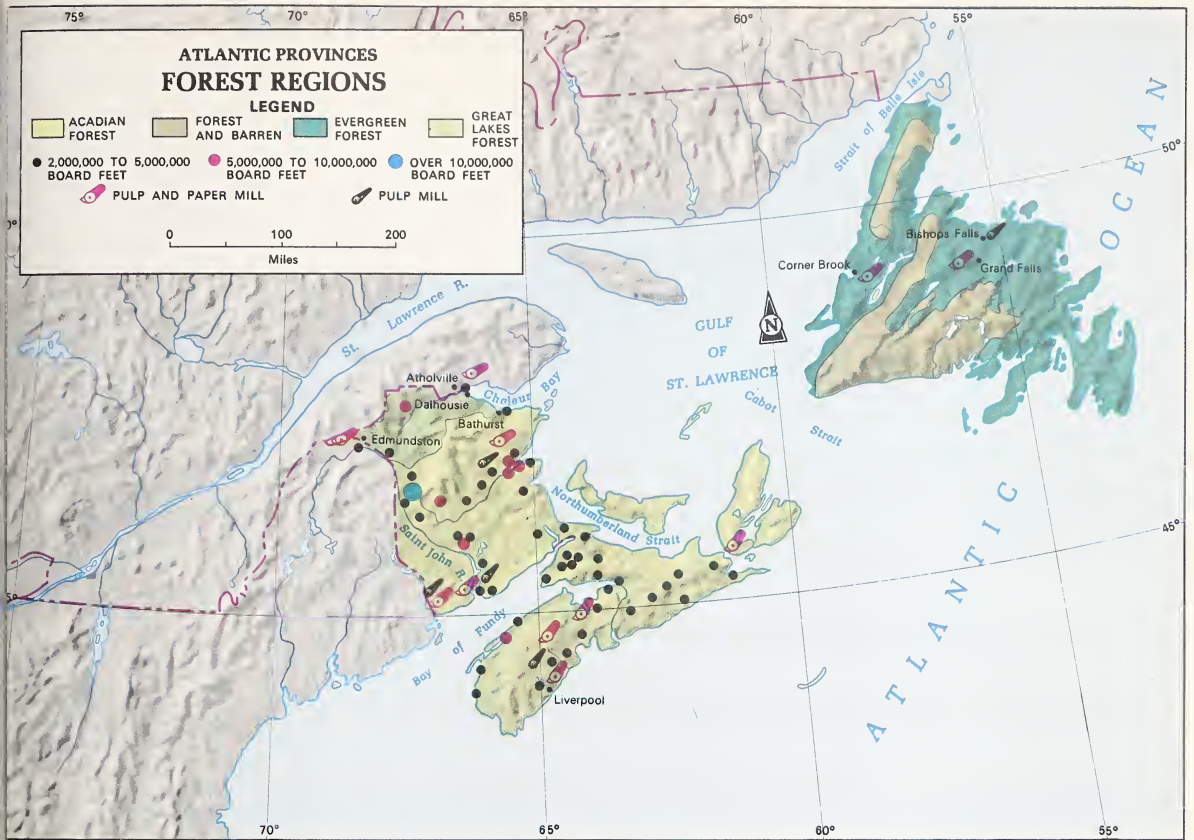 75°
70°
65°
60°
55°
ATLANTIC PROVINCES
FOREST REGIONS
LEGEND
ACADIAN FOREST
FOREST AND BARREN
EVERGREEN FOREST
GREAT LAKES FOREST
2,000,000 TO 5,000,000 BOARD FEET
5,000,000 TO 10,000,000 BOARD FEET
OVER 10,000,000 BOARD FEET
PULP AND PAPER MILL
PULP MILL
0
100
200
Miles
Strait of Belle Isle
50°
OCEAN
Bishops Falls
Corner Brook
Grand Falls
St. Lawrence R.
GULF
OF
ST. LAWRENCE
N
Cabot Strait
Atholville
Dalhousie
Chaleur Bay
Bathurst
Edmundston
Northumberland Strait
Saint John R.
45°
ATLANTIC
Bay of Fundy
Liverpool
70°
65°
60°
55°